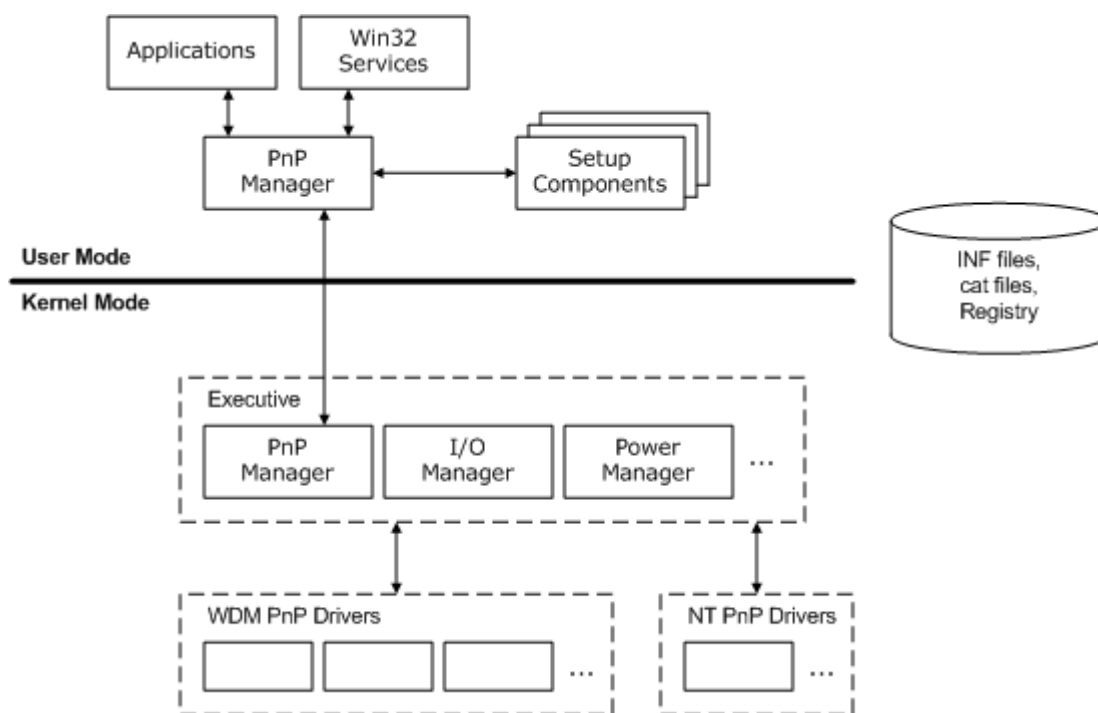 Applications
Win32
Services
PnP
Manager
Setup
Components
User Mode
Kernel Mode
INF files,
cat files,
Registry
Executive
PnP
Manager
I/O
Manager
Power
Manager
...
WDM PnP Drivers
...
NT PnP Drivers
...